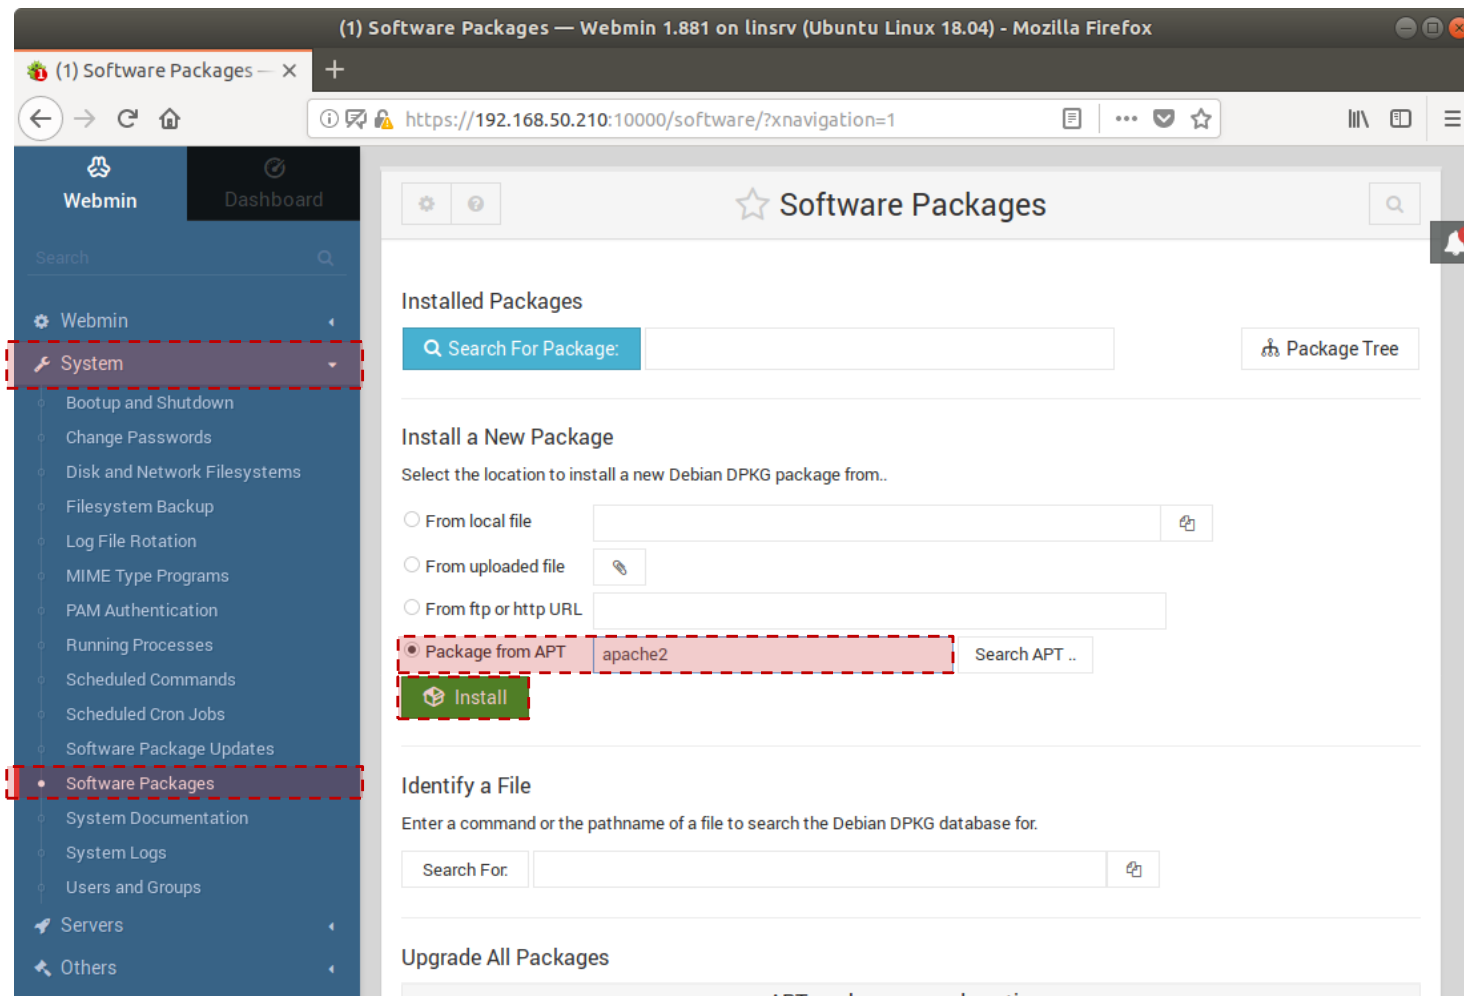 (1) Software Packages — Webmin 1.881 on linsrv (Ubuntu Linux 18.04) - Mozilla Firefox
(1) Software Packages —
https://192.168.50.210:10000/software/?xnavigation=1
Webmin
Dashboard
Search
Webmin
System
Bootup and Shutdown
Change Passwords
Disk and Network Filesystems
Filesystem Backup
Log File Rotation
MIME Type Programs
PAM Authentication
Running Processes
Scheduled Commands
Scheduled Cron Jobs
Software Package Updates
Software Packages
System Documentation
System Logs
Users and Groups
Servers
Others
Software Packages
Installed Packages
Search For Package:
Package Tree
Install a New Package
Select the location to install a new Debian DPKG package from..
From local file
From uploaded file
From ftp or http URL
Package from APT apache2 Search APT ..
Install
Identify a File
Enter a command or the pathname of a file to search the Debian DPKG database for.
Search For:
Upgrade All Packages